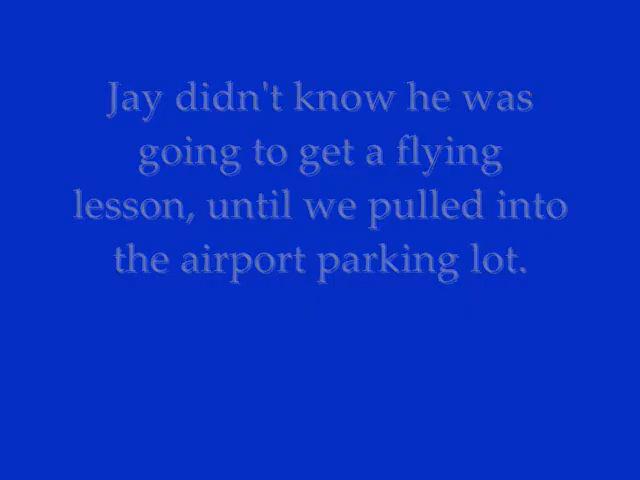 Jay didn't know he was
going to get a flying
lesson, until we pulled into
the airport parking lot.